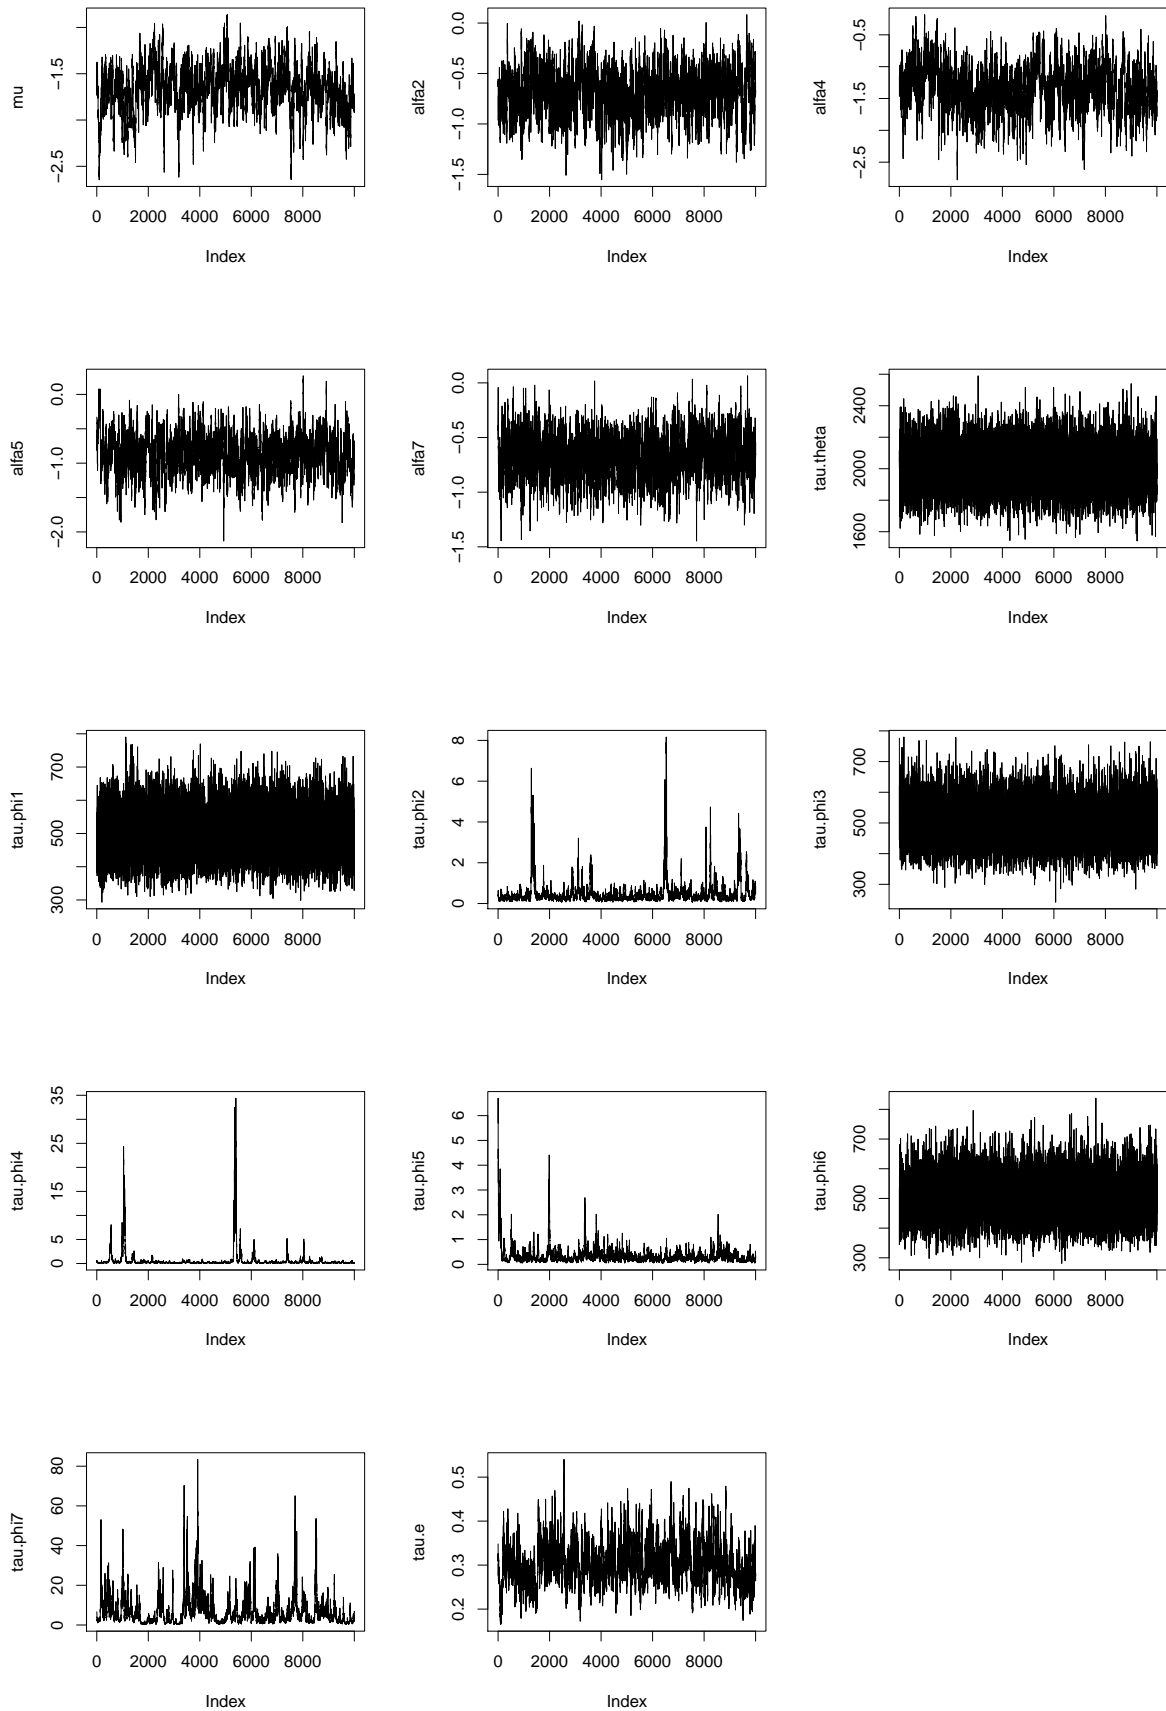 mu
−2.5 −1.5
0 2000 4000 6000 8000
Index
alfa2
−1.5 −1.0 −0.5 0.0
0 2000 4000 6000 8000
Index
alfa4
−2.5 −1.5 −0.5
0 2000 4000 6000 8000
Index
alfa5
−2.0 −1.0 0.0
0 2000 4000 6000 8000
Index
alfa7
−1.5 −1.0 −0.5 0.0
0 2000 4000 6000 8000
Index
tau.theta
1600 2000 2400
0 2000 4000 6000 8000
Index
tau.phi1
300 500 700
0 2000 4000 6000 8000
Index
tau.phi2
0 2 4 6 8
0 2000 4000 6000 8000
Index
tau.phi3
300 500 700
0 2000 4000 6000 8000
Index
tau.phi4
0 5 15 25 35
0 2000 4000 6000 8000
Index
tau.phi5
0 1 2 3 4 5 6
0 2000 4000 6000 8000
Index
tau.phi6
300 500 700
0 2000 4000 6000 8000
Index
tau.phi7
0 20 40 60 80
0 2000 4000 6000 8000
Index
tau.e
0.2 0.3 0.4 0.5
0 2000 4000 6000 8000
Index